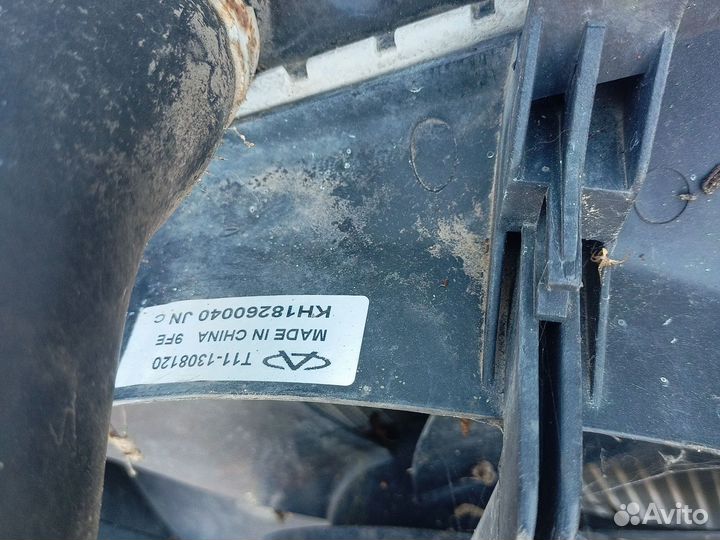 T11-1308120
MADE IN CHINA 9FE
KH18260040 JN C
Avito